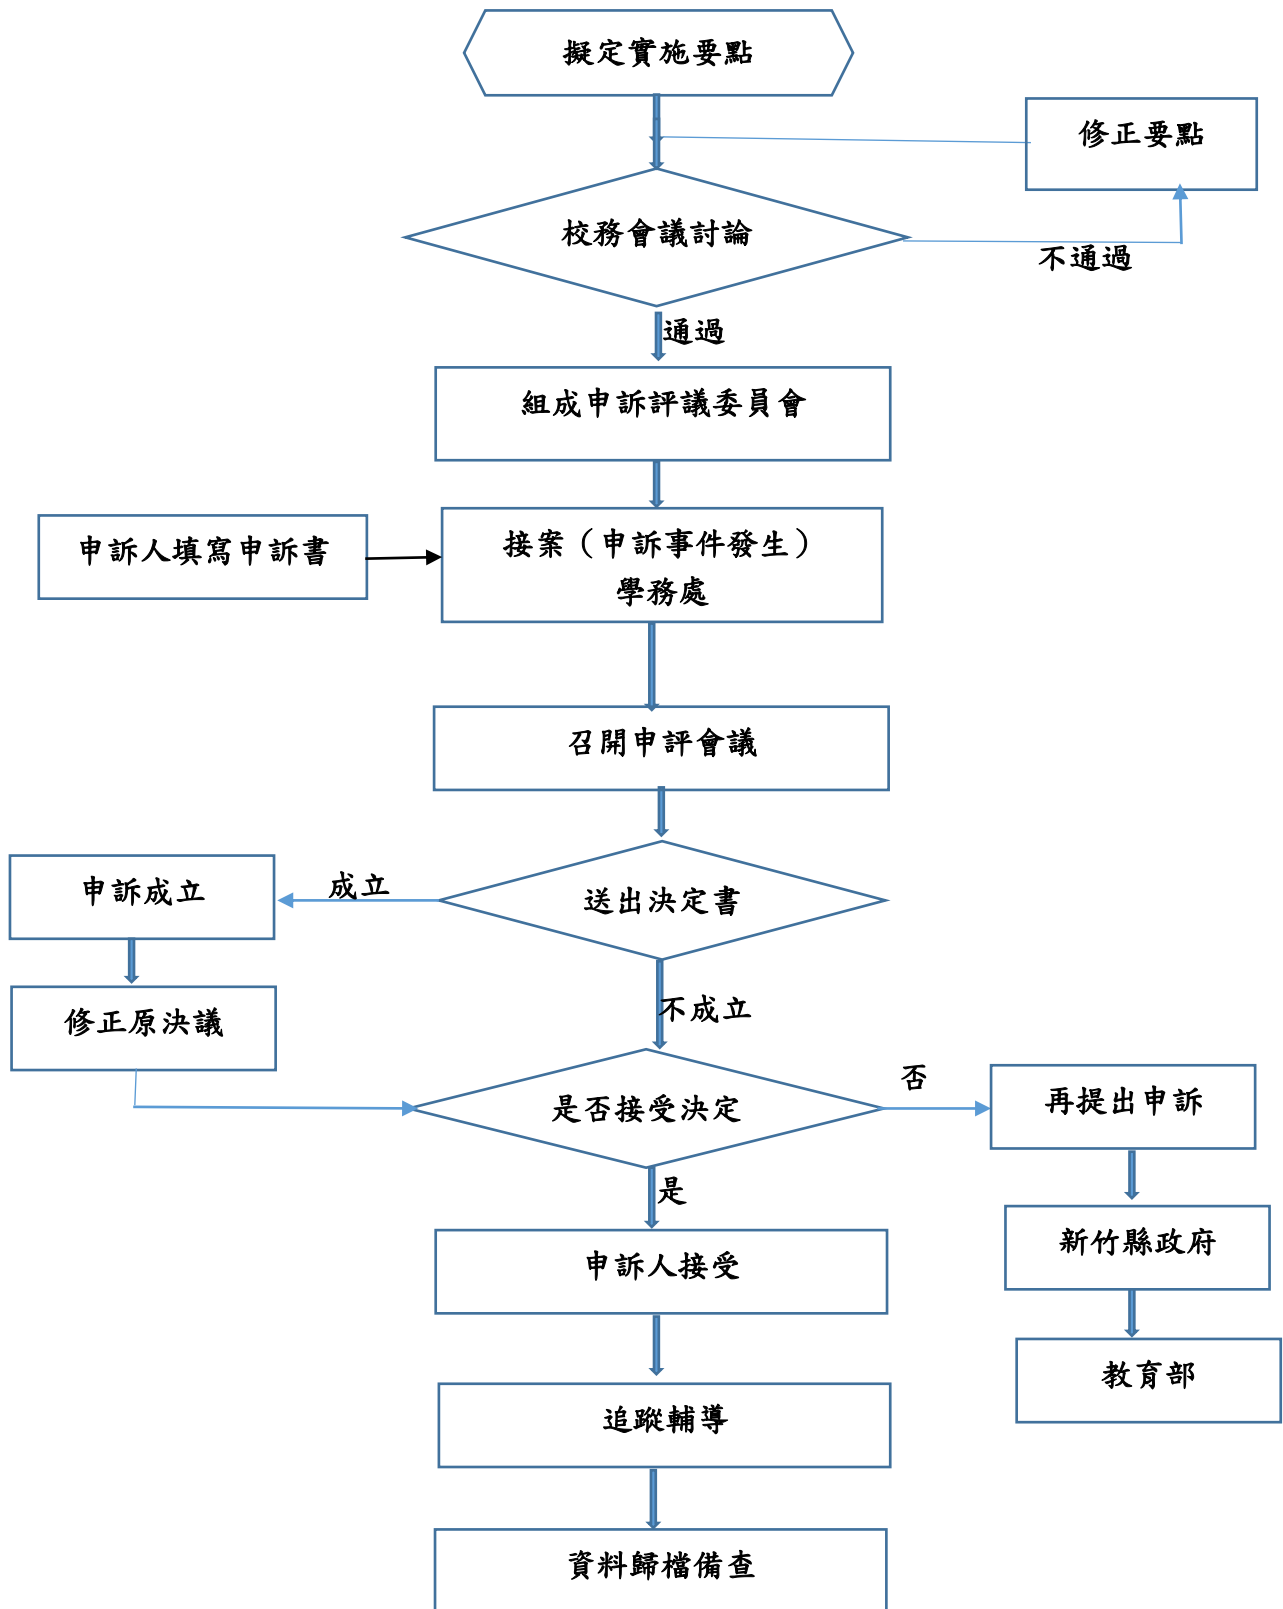 擬定實施要點
修正要點
校務會議討論
不通過
通過
組成申訴評議委員會
申訴人填寫申訴書
接案（申訴事件發生）
學務處
召開申評會議
申訴成立
成立
送出決定書
修正原決議
不成立
是否接受決定
否
再提出申訴
是
新竹縣政府
申訴人接受
教育部
追蹤輔導
資料歸檔備查